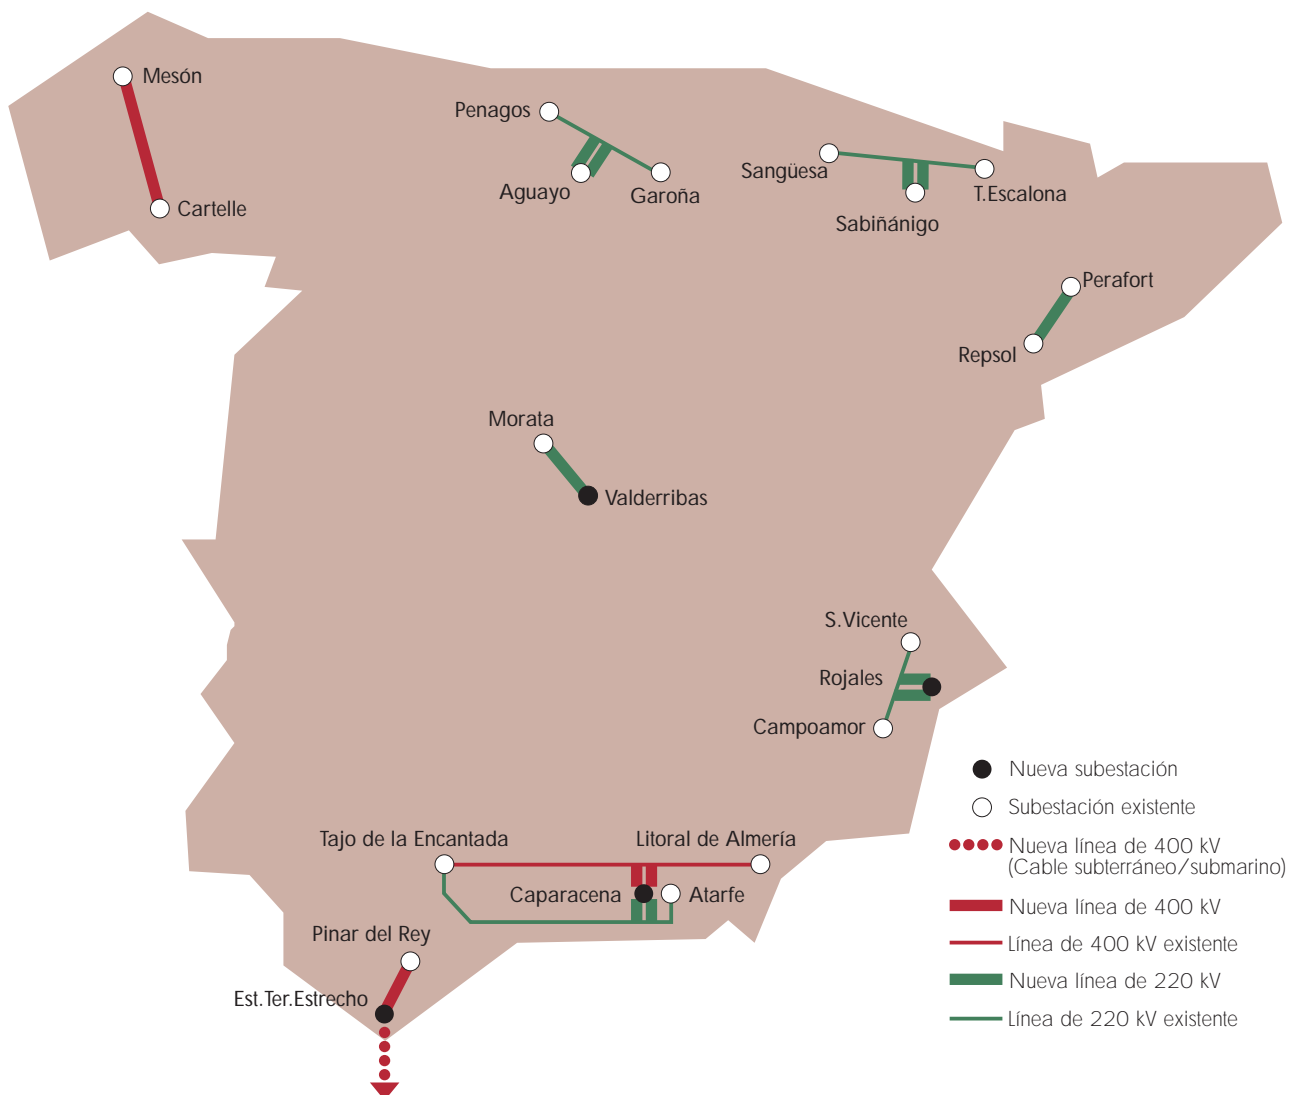 Mesón
Cartelle
Penagos
Aguayo
Garoña
Sangüesa
T.Escalona
Sabiñánigo
Perafort
Repsol
Morata
Valderribas
S.Vicente
Rojales
Campoamor
Tajo de la Encantada
Litoral de Almería
Caparacena
Atarfe
Pinar del Rey
Est.Ter.Estrecho
Nueva subestación
Subestación existente
Nueva línea de 400 kV
(Cable subterráneo/submarino)
Nueva línea de 400 kV
Línea de 400 kV existente
Nueva línea de 220 kV
Línea de 220 kV existente